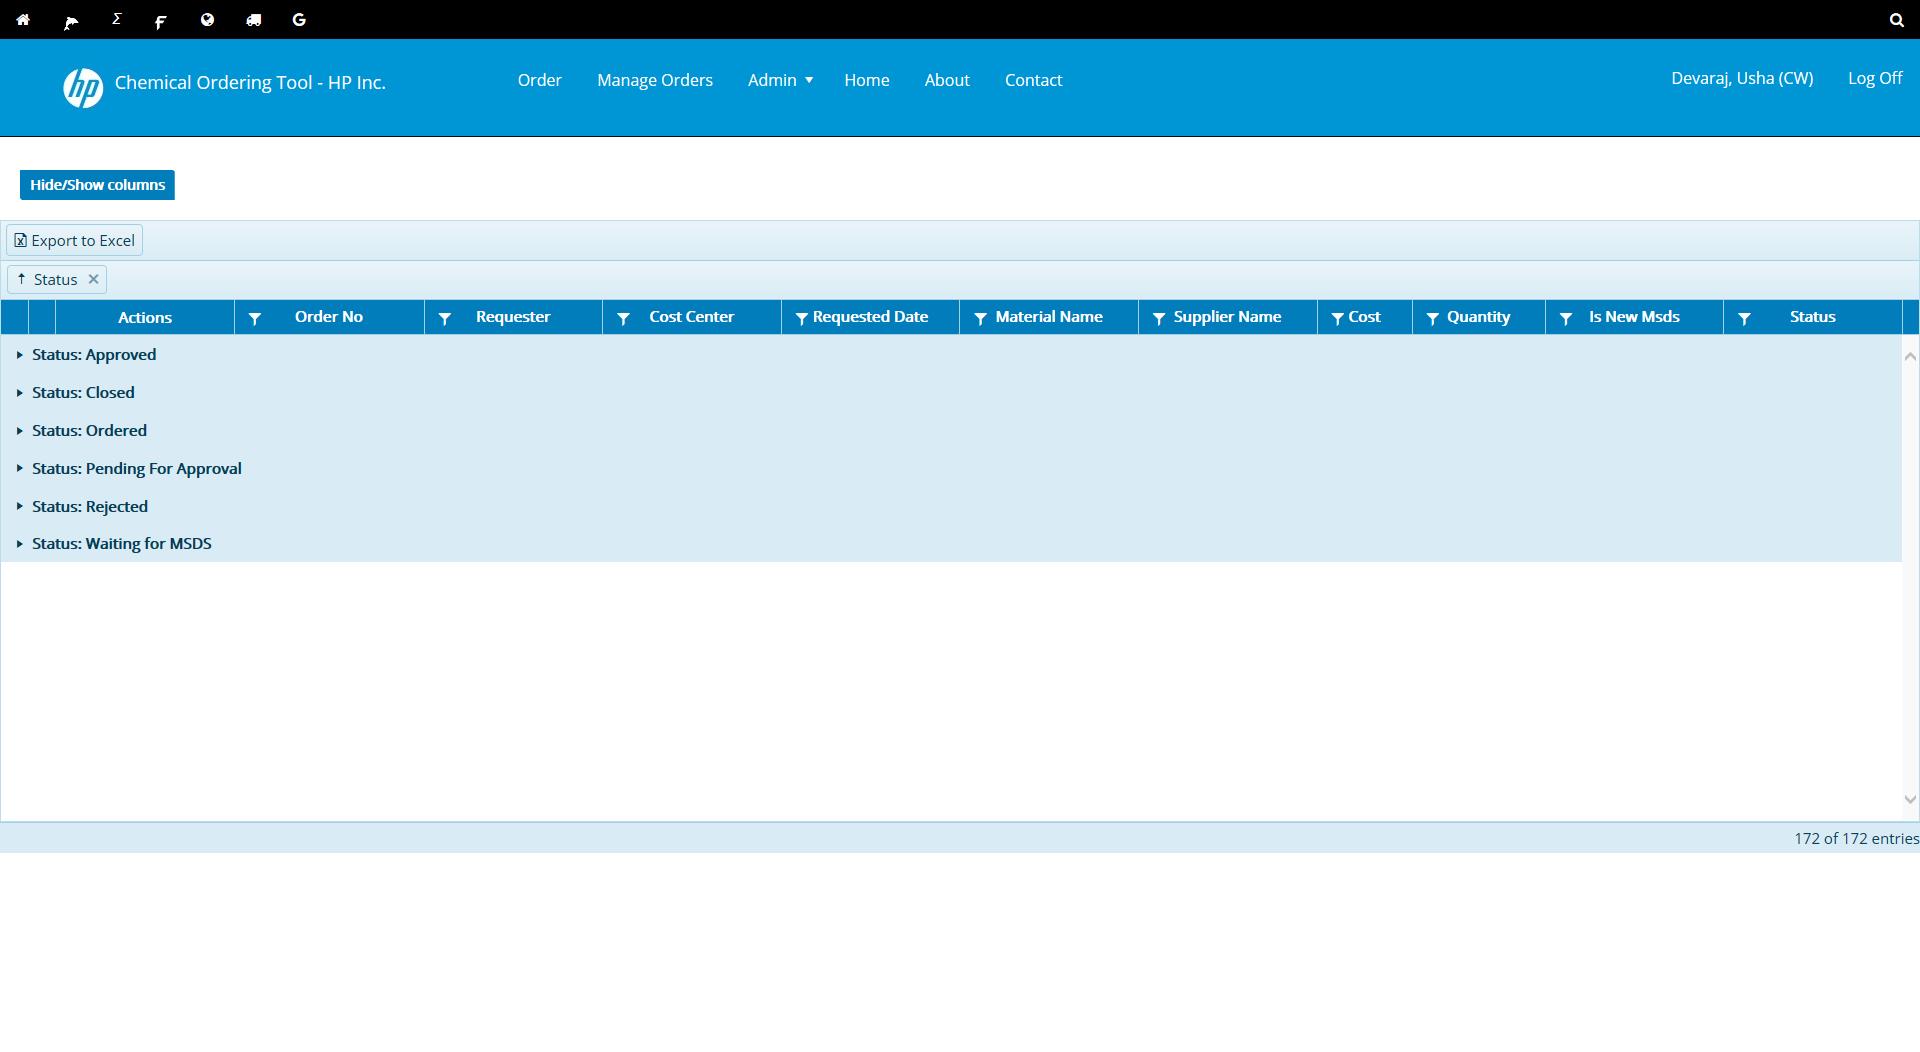 Σ
G
hp
Chemical Ordering Tool - HP Inc.
Order
Manage Orders
Admin
Home
About
Contact
Devaraj, Usha (CW)
Log Off
Hide/Show columns
Export to Excel
Status
Actions
Order No
Requester
Cost Center
Requested Date
Material Name
Supplier Name
Cost
Quantity
Is New Msds
Status
Status: Approved
Status: Closed
Status: Ordered
Status: Pending For Approval
Status: Rejected
Status: Waiting for MSDS
172 of 172 entries